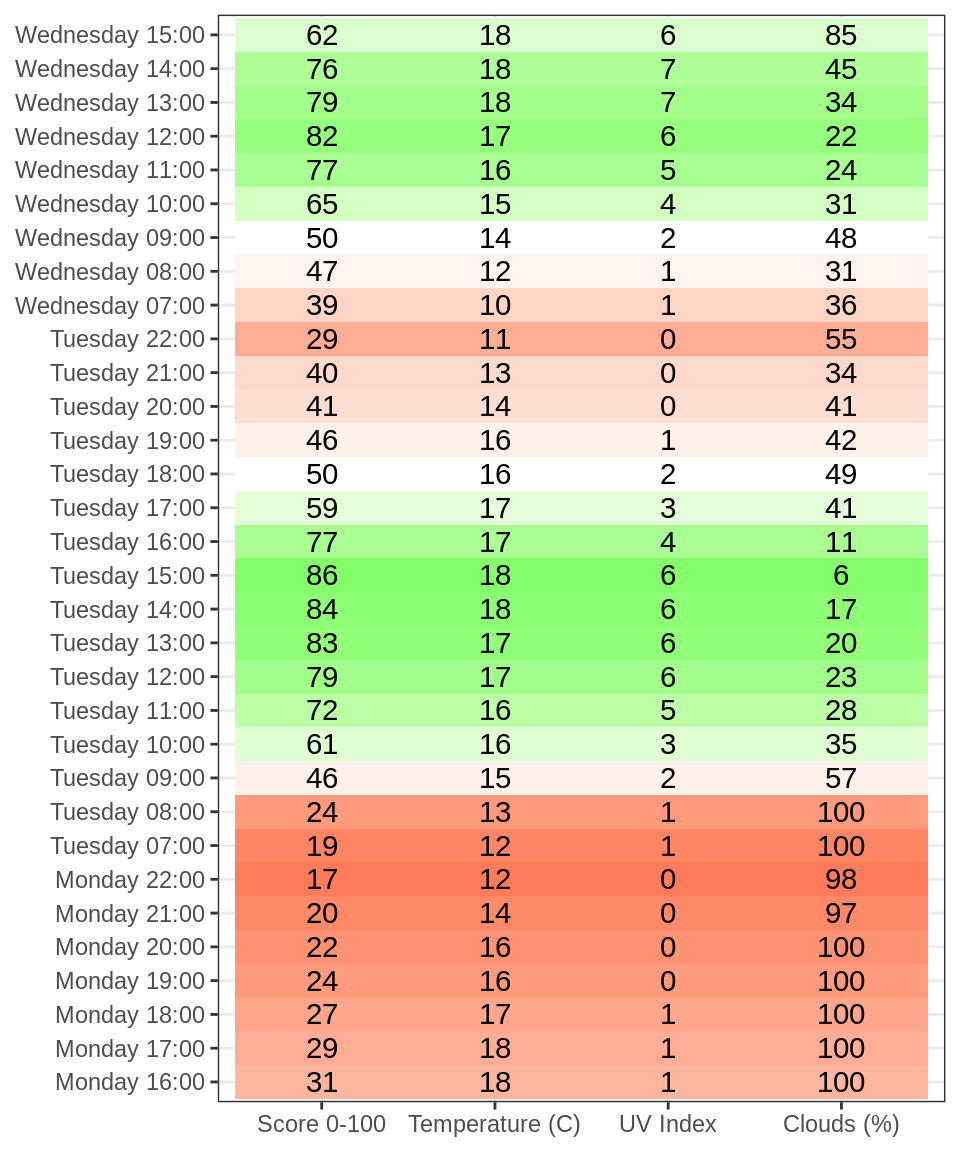 Wednesday 15:00 62 18 6 85
Wednesday 14:00 76 18 7 45
Wednesday 13:00 79 18 7 34
Wednesday 12:00 82 17 6 22
Wednesday 11:00 77 16 5 24
Wednesday 10:00 65 15 4 31
Wednesday 09:00 50 14 2 48
Wednesday 08:00 47 12 1 31
Wednesday 07:00 39 10 1 36
Tuesday 22:00 29 11 0 55
Tuesday 21:00 40 13 0 34
Tuesday 20:00 41 14 0 41
Tuesday 19:00 46 16 1 42
Tuesday 18:00 50 16 2 49
Tuesday 17:00 59 17 3 41
Tuesday 16:00 77 17 4 11
Tuesday 15:00 86 18 6 6
Tuesday 14:00 84 18 6 17
Tuesday 13:00 83 17 6 20
Tuesday 12:00 79 17 6 23
Tuesday 11:00 72 16 5 28
Tuesday 10:00 61 16 3 35
Tuesday 09:00 46 15 2 57
Tuesday 08:00 24 13 1 100
Tuesday 07:00 19 12 1 100
Monday 22:00 17 12 0 98
Monday 21:00 20 14 0 97
Monday 20:00 22 16 0 100
Monday 19:00 24 16 0 100
Monday 18:00 27 17 1 100
Monday 17:00 29 18 1 100
Monday 16:00 31 18 1 100
Score 0-100 Temperature (C) UV Index Clouds (%)